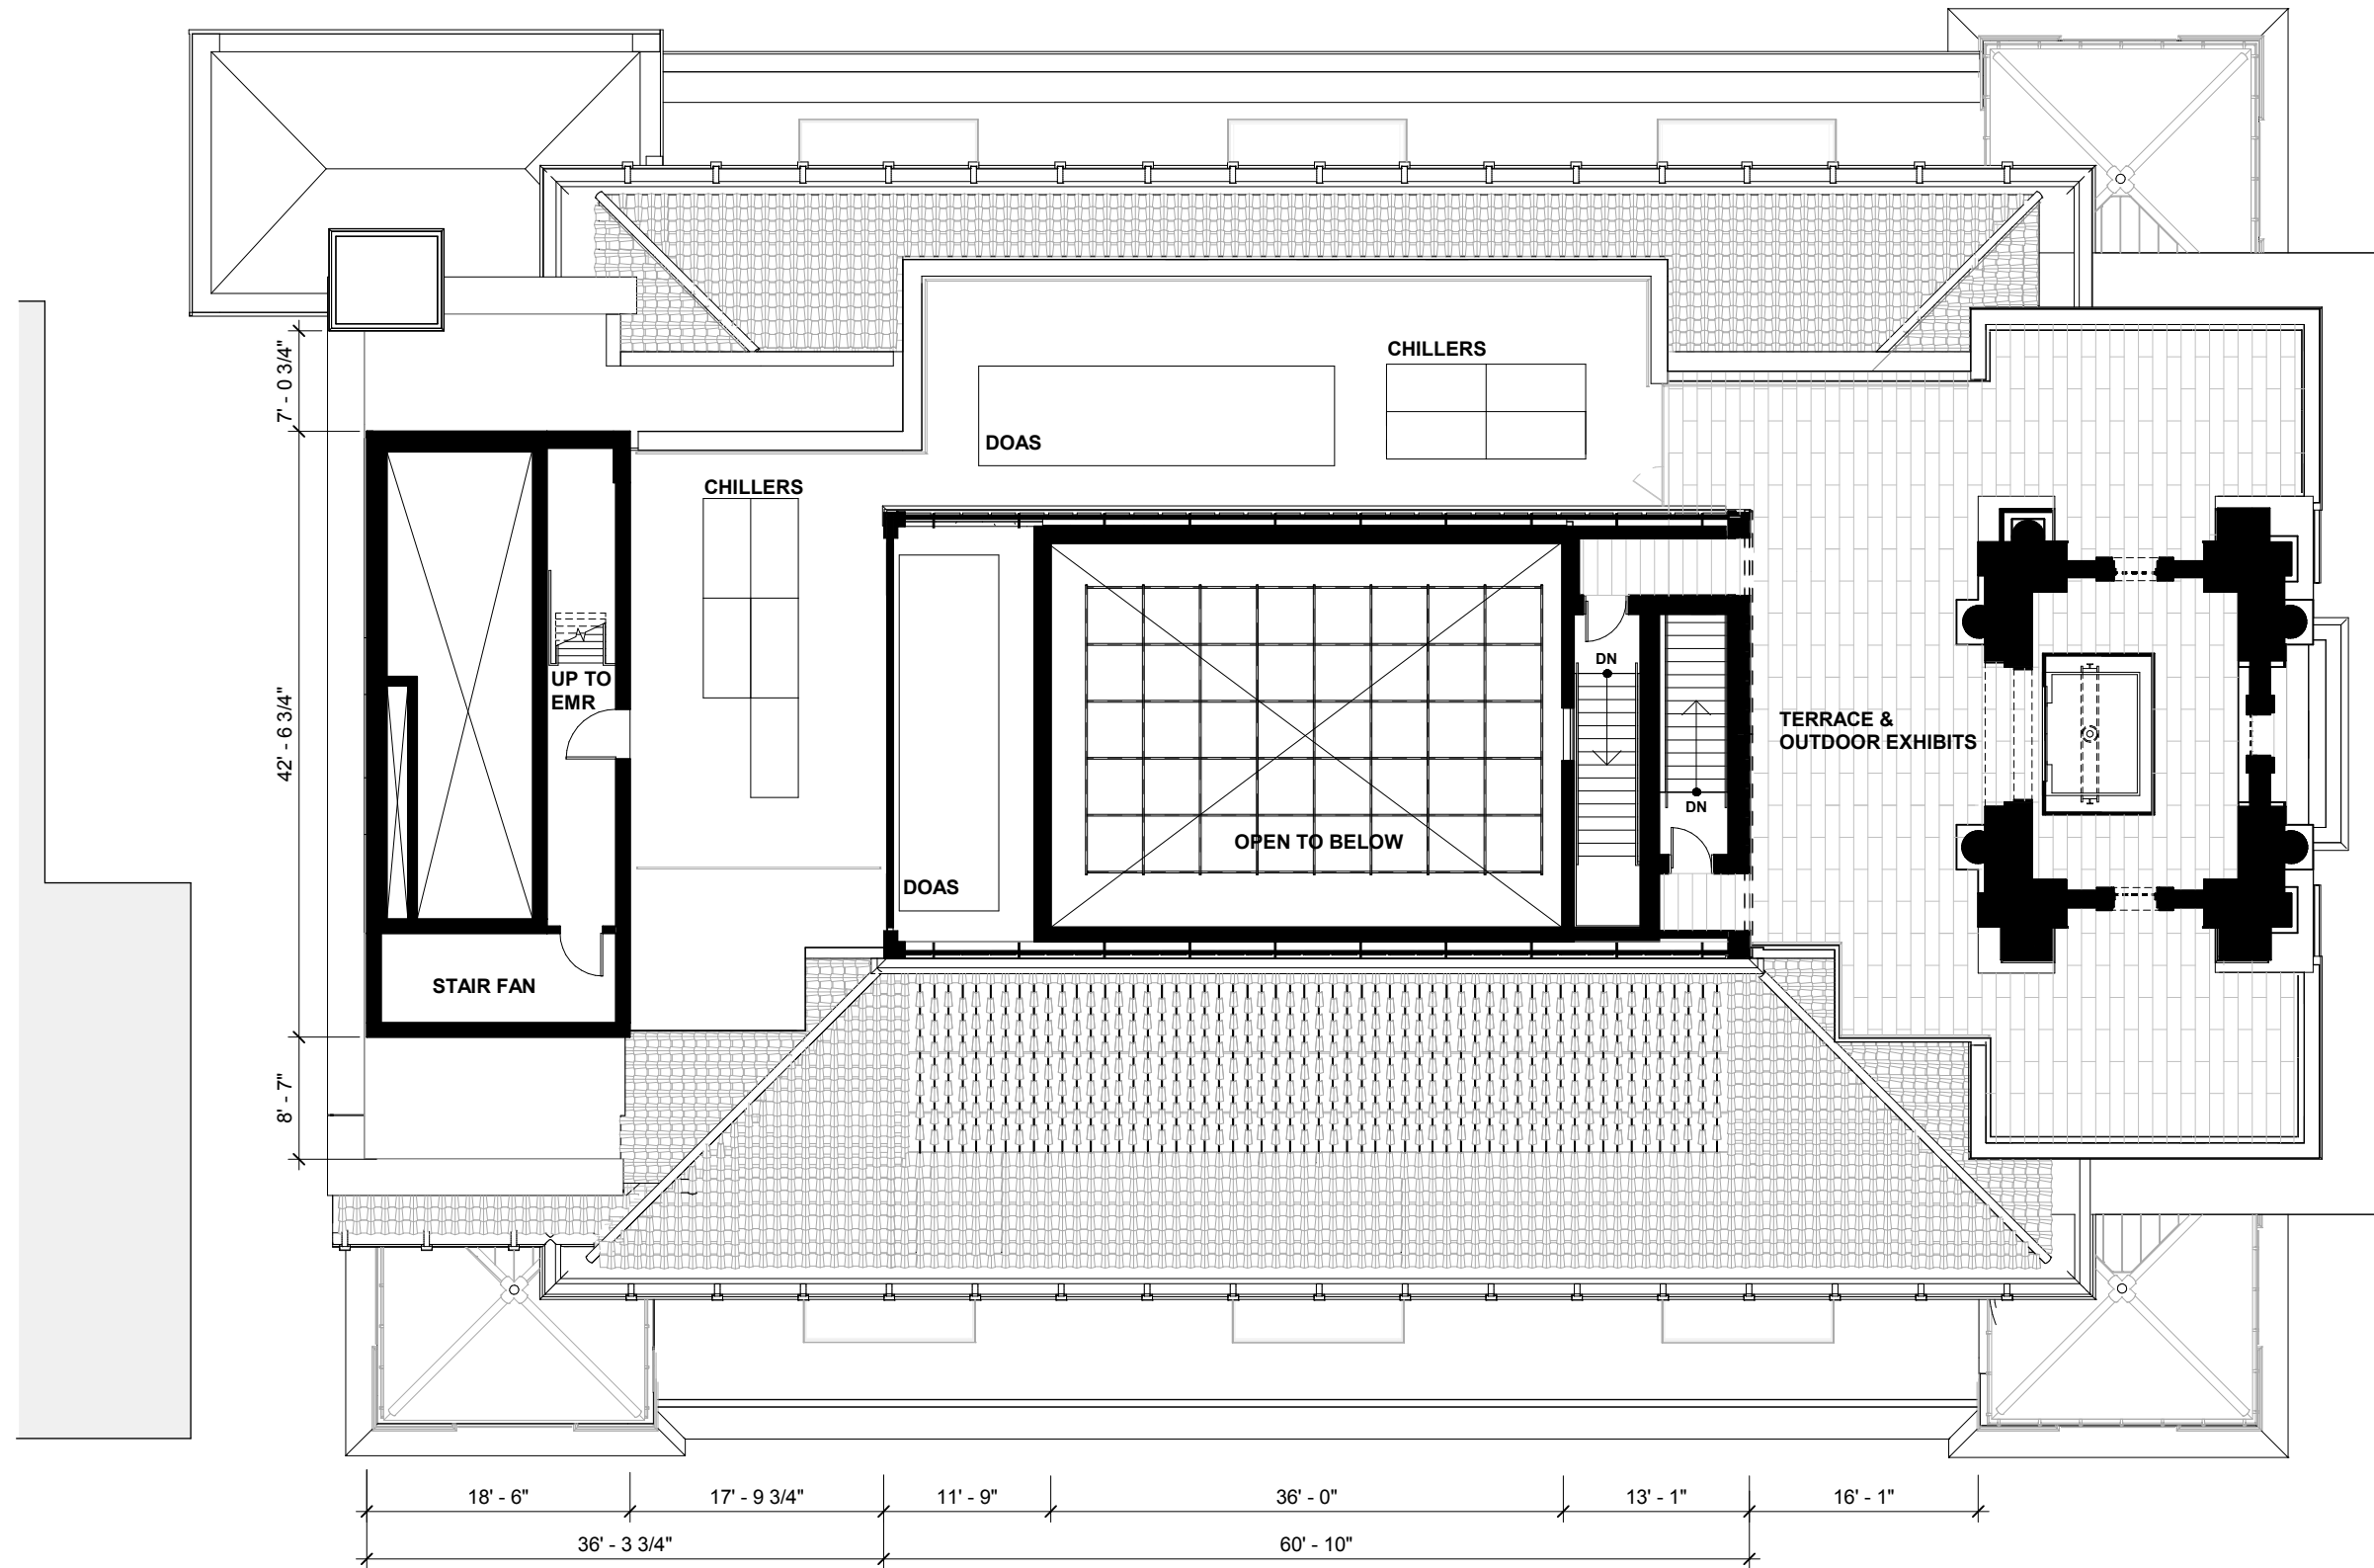 CHILLERS
7' - 0 3/4"
DOAS
CHILLERS
DN
UP TO
EMR
42' - 6 3/4"
TERRACE &
OUTDOOR EXHIBITS
DN
OPEN TO BELOW
DOAS
STAIR FAN
8' - 7"
18' - 6"
17' - 9 3/4"
11' - 9"
36' - 0"
13' - 1"
16' - 1"
36' - 3 3/4"
60' - 10"